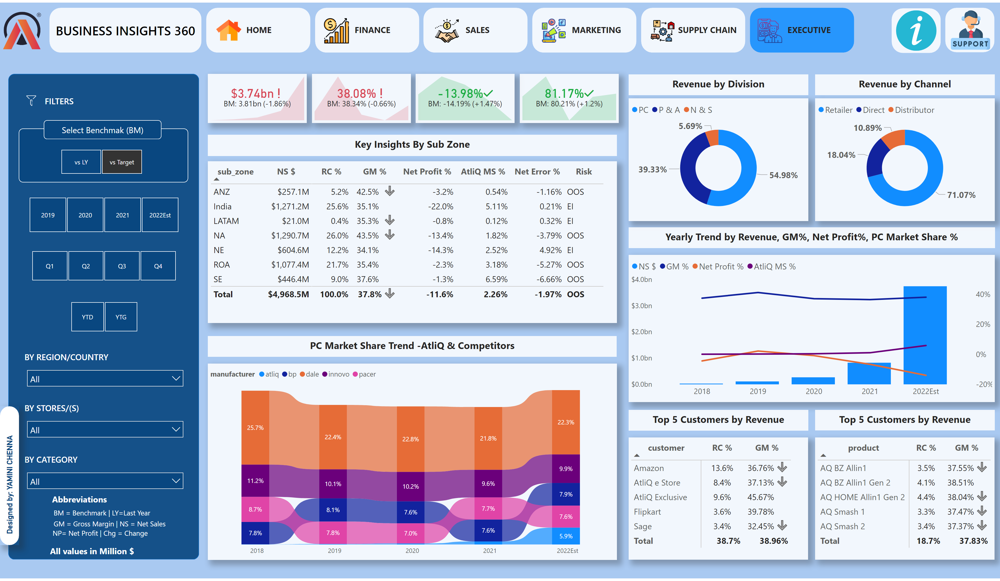 ®
BUSINESS INSIGHTS 360
HOME
FINANCE
SALES
MARKETING
SUPPLY CHAIN
EXECUTIVE
i
SUPPORT
FILTERS
Select Benchmak (BM)
vs LY
vs Target
2019
2020
2021
2022Est
Q1
Q2
Q3
Q4
YTD
YTG
BY REGION/COUNTRY
All
BY STORES/(S)
All
BY CATEGORY
All
Abbreviations
BM = Benchmark | LY=Last Year
GM = Gross Margin | NS = Net Sales
NP= Net Profit | Chg = Change
All values in Million $
Designed by: YAMINI CHENNA
$3.74bn !
BM: 3.81bn (-1.86%)
38.08% !
BM: 38.34% (-0.66%)
-13.98%✓
BM: -14.19% (+1.47%)
81.17%✓
BM: 80.21% (+1.2%)
Key Insights By Sub Zone
sub_zone NS $ RC % GM % Net Profit % AtliQ MS % Net Error % Risk
ANZ $257.1M 5.2% 42.5% -3.2% 0.54% -1.16% OOS
India $1,271.2M 25.6% 35.1% -22.0% 5.11% 0.21% EI
LATAM $21.0M 0.4% 35.3% -0.8% 0.12% 0.32% EI
NA $1,290.7M 26.0% 43.5% -13.4% 1.82% -3.79% OOS
NE $604.6M 12.2% 34.1% -14.3% 2.52% 4.92% EI
ROA $1,077.4M 21.7% 35.4% -2.3% 3.18% -5.27% OOS
SE $446.4M 9.0% 37.6% -1.3% 6.59% -6.66% OOS
Total $4,968.5M 100.0% 37.8% -11.6% 2.26% -1.97% OOS
PC Market Share Trend -AtliQ & Competitors
manufacturer atliq bp dale innovo pacer
25.7%
11.2%
8.7%
7.8%
22.4%
10.1%
8.1%
7.8%
22.8%
10.2%
7.6%
7.0%
21.8%
9.6%
7.7%
7.6%
22.3%
9.9%
7.9%
7.6%
5.9%
2018 2019 2020 2021 2022Est
Revenue by Division
PC P & A N & S
5.69%
39.33%
54.98%
Revenue by Channel
Retailer Direct Distributor
10.89%
18.04%
71.07%
Yearly Trend by Revenue, GM%, Net Profit%, PC Market Share %
NS $ GM % Net Profit % AtliQ MS %
$4.0bn
$3.0bn
$2.0bn
$1.0bn
$0.0bn
40%
20%
0%
-20%
2018 2019 2020 2021 2022Est
Top 5 Customers by Revenue
customer RC % GM %
Amazon 13.6% 36.76%
AtliQ e Store 8.4% 37.13%
AtliQ Exclusive 9.6% 45.67%
Flipkart 3.6% 39.78%
Sage 3.4% 32.45%
Total 38.7% 38.96%
Top 5 Customers by Revenue
product RC % GM %
AQ BZ Allin1 3.5% 37.55%
AQ BZ Allin1 Gen 2 4.1% 38.51%
AQ HOME Allin1 Gen 2 4.4% 38.04%
AQ Smash 1 3.3% 37.47%
AQ Smash 2 3.4% 37.37%
Total 18.7% 37.83%